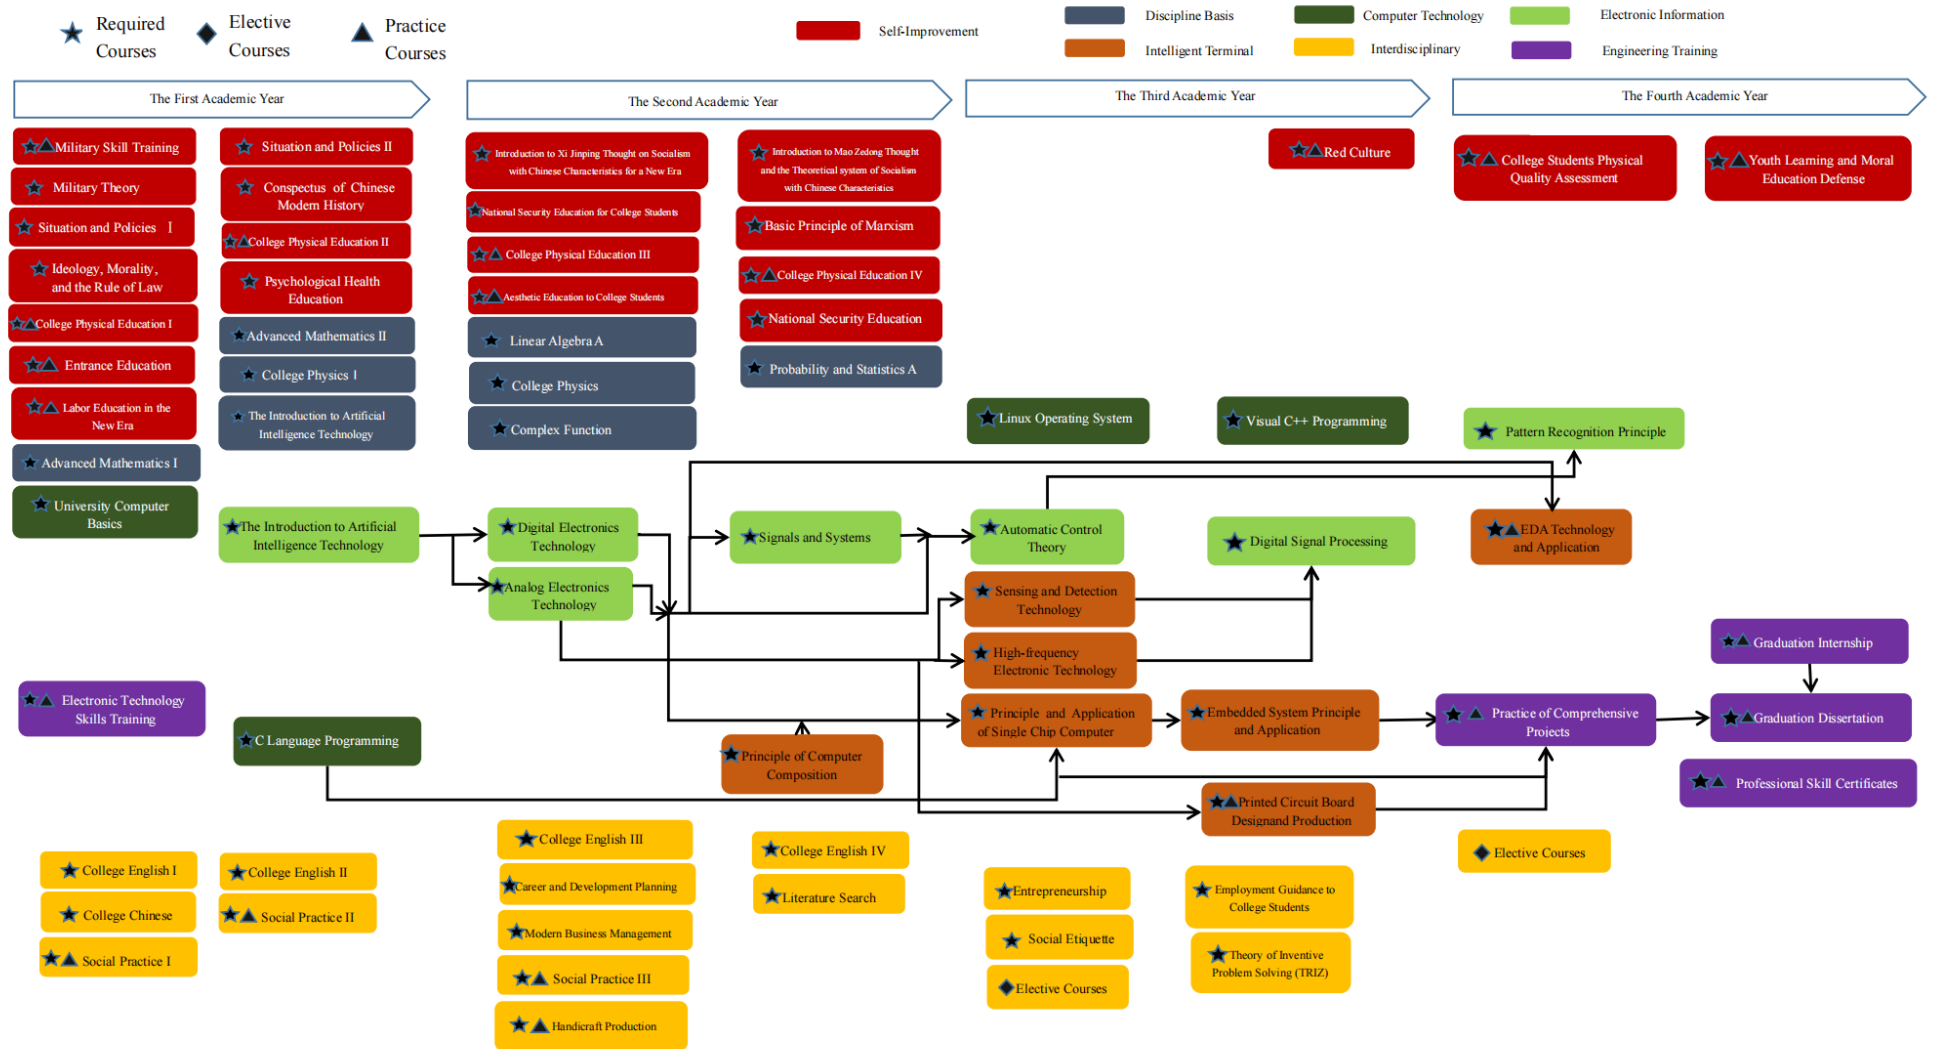 Required
Courses
Elective
Courses
Practice
Courses
Self-Improvement
Discipline Basis
Computer Technology
Electronic Information
Intelligent Terminal
Interdisciplinary
Engineering Training
The First Academic Year
The Second Academic Year
The Third Academic Year
The Fourth Academic Year
Military Skill Training
Military Theory
Situation and Policies I
Ideology, Morality,
and the Rule of Law
College Physical Education I
Entrance Education
Labor Education in the
New Era
Advanced Mathematics I
University Computer
Basics
Situation and Policies II
Conspectus of Chinese
Modern History
College Physical Education II
Psychological Health
Education
Advanced Mathematics II
College Physics I
The Introduction to Artificial
Intelligence Technology
The Introduction to Artificial
Intelligence Technology
Introduction to Xi Jinping Thought on Socialism
with Chinese Characteristics for a New Era
National Security Education for College Students
College Physical Education III
Aesthetic Education to College Students
Linear Algebra A
College Physics
Complex Function
Digital Electronics
Technology
Analog Electronics
Technology
Introduction to Mao Zedong Thought
and the Theoretical system of Socialism
with Chinese Characteristics
Basic Principle of Marxism
College Physical Education IV
National Security Education
Probability and Statistics A
Signals and Systems
Red Culture
Linux Operating System
Visual C++ Programming
Automatic Control
Theory
Digital Signal Processing
Sensing and Detection
Technology
High-frequency
Electronic Technology
Principle and Application
of Single Chip Computer
Embedded System Principle
and Application
Printed Circuit Board
Designand Production
College Students Physical
Quality Assessment
Youth Learning and Moral
Education Defense
Pattern Recognition Principle
EDA Technology
and Application
Graduation Internship
Practice of Comprehensive
Projects
Graduation Dissertation
Professional Skill Certificates
Electronic Technology
Skills Training
C Language Programming
Principle of Computer
Composition
College English I
College Chinese
Social Practice I
College English II
Social Practice II
College English III
Career and Development Planning
Modern Business Management
Social Practice III
Handicraft Production
College English IV
Literature Search
Entrepreneurship
Social Etiquette
Elective Courses
Employment Guidance to
College Students
Theory of Inventive
Problem Solving (TRIZ)
Elective Courses